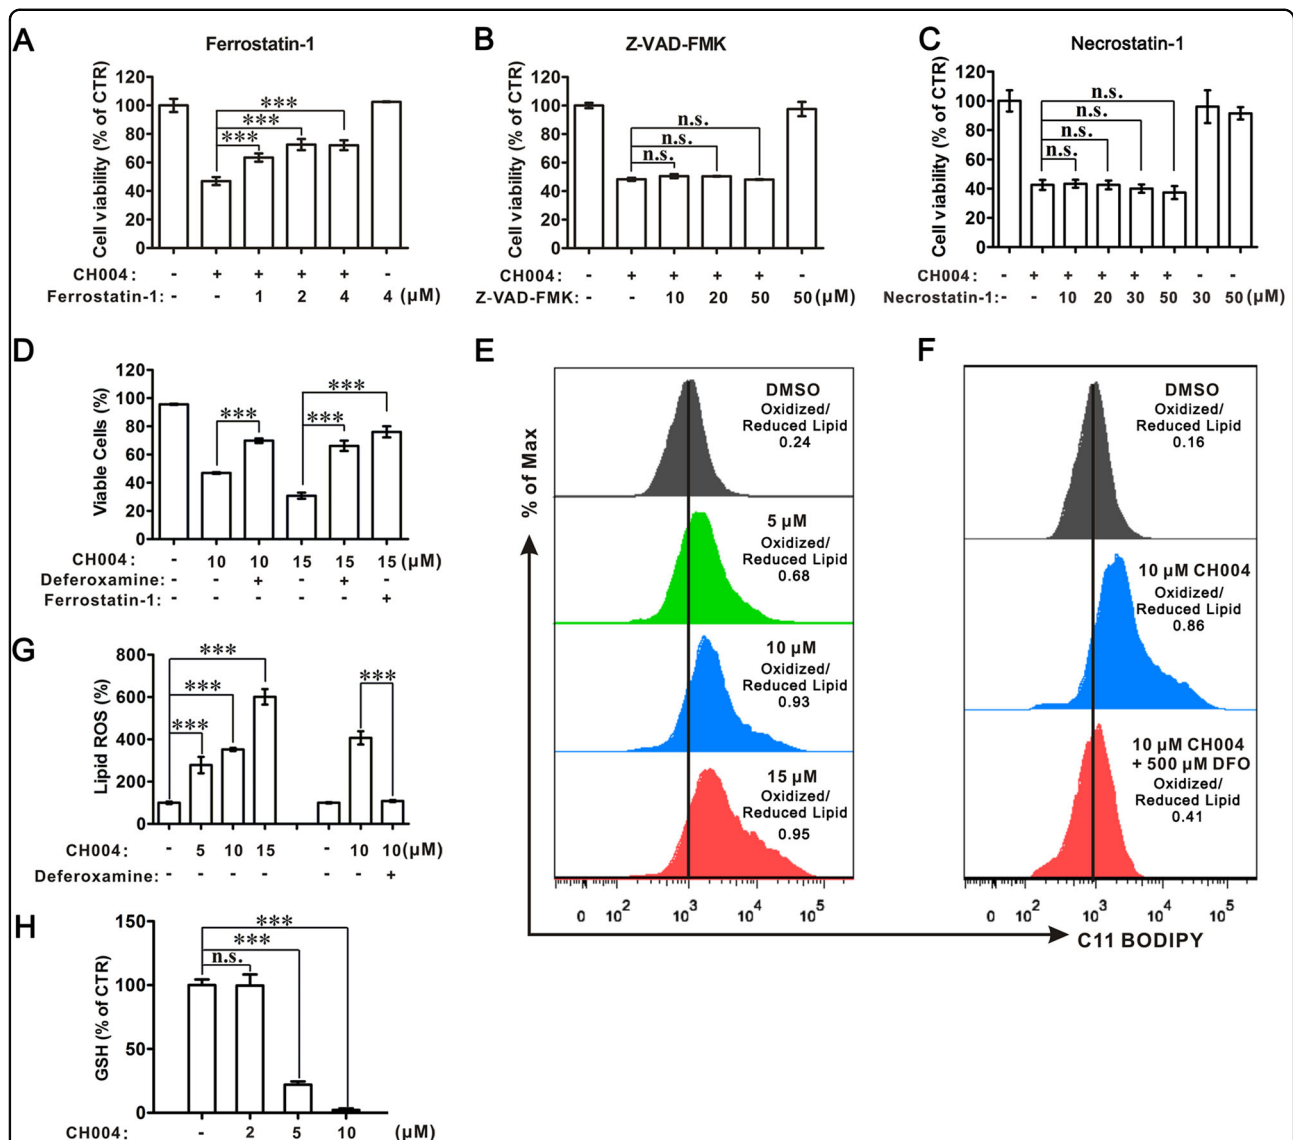 A
Ferrostatin-1
Cell viability (% of CTR)
120
100
80
60
40
20
0
***
***
***
CH004: - + + + + -
Ferrostatin-1: - - 1 2 4 4 (μM)
B
Z-VAD-FMK
Cell viability (% of CTR)
120
100
80
60
40
20
0
n.s.
n.s.
n.s.
CH004: - + + + + -
Z-VAD-FMK: - - 10 20 50 50 (μM)
C
Necrostatin-1
Cell viability (% of CTR)
120
100
80
60
40
20
0
n.s.
n.s.
n.s.
n.s.
CH004: - + + + + + - -
Necrostatin-1: - - 10 20 30 50 30 50 (μM)
D
Viable Cells (%)
120
100
80
60
40
20
0
***
***
***
CH004: - 10 10 15 15 15 (μM)
Deferoxamine: - - + - + -
Ferrostatin-1: - - - - - +
E
% of Max
DMSO
Oxidized/
Reduced Lipid
0.24
5 μM
Oxidized/
Reduced Lipid
0.68
10 μM
Oxidized/
Reduced Lipid
0.93
15 μM
Oxidized/
Reduced Lipid
0.95
0 10² 10³ 10⁴ 10⁵
F
DMSO
Oxidized/
Reduced Lipid
0.16
10 μM CH004
Oxidized/
Reduced Lipid
0.86
10 μM CH004
+ 500 μM DFO
Oxidized/
Reduced Lipid
0.41
0 10² 10³ 10⁴ 10⁵
C11 BODIPY
G
Lipid ROS (%)
800
600
400
200
0
***
***
***
***
CH004: - 5 10 15 - 10 10 (μM)
Deferoxamine: - - - - - - +
H
GSH (% of CTR)
150
100
50
0
***
***
n.s.
CH004: - 2 5 10 (μM)